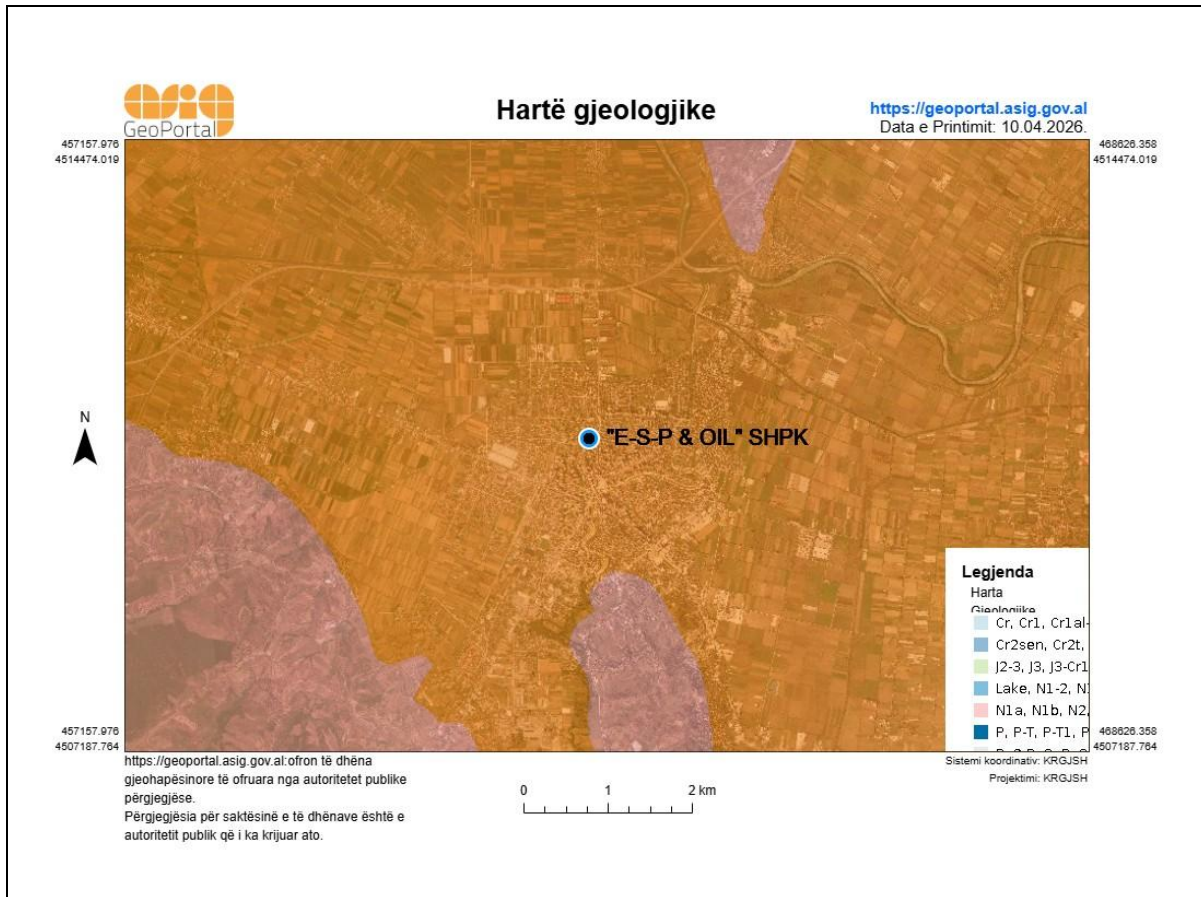 asig
GeoPortal
Hartë gjeologjike
https://geoportal.asig.gov.al
Data e Printimit: 10.04.2026.
457157.976
4514474.019
468626.358
4514474.019
N
"E-S-P & OIL" SHPK
Legjenda
Harta
Gjeologjike
Cr, Cr1, Cr1al-
Cr2sen, Cr2t,
J2-3, J3, J3-Cr1
Lake, N1-2, N1
N1a, N1b, N2,
P, P-T, P-T1, P
457157.976
4507187.764
468626.358
4507187.764
https://geoportal.asig.gov.al:ofron të dhëna
gjeohapësinore të ofruara nga autoritetet publike
përgjegjëse.
Përgjegjësia për saktësinë e të dhënave është e
autoritetit publik që i ka krijuar ato.
Sistemi koordinativ: KRGJSH
Projektimi: KRGJSH
0 1 2 km